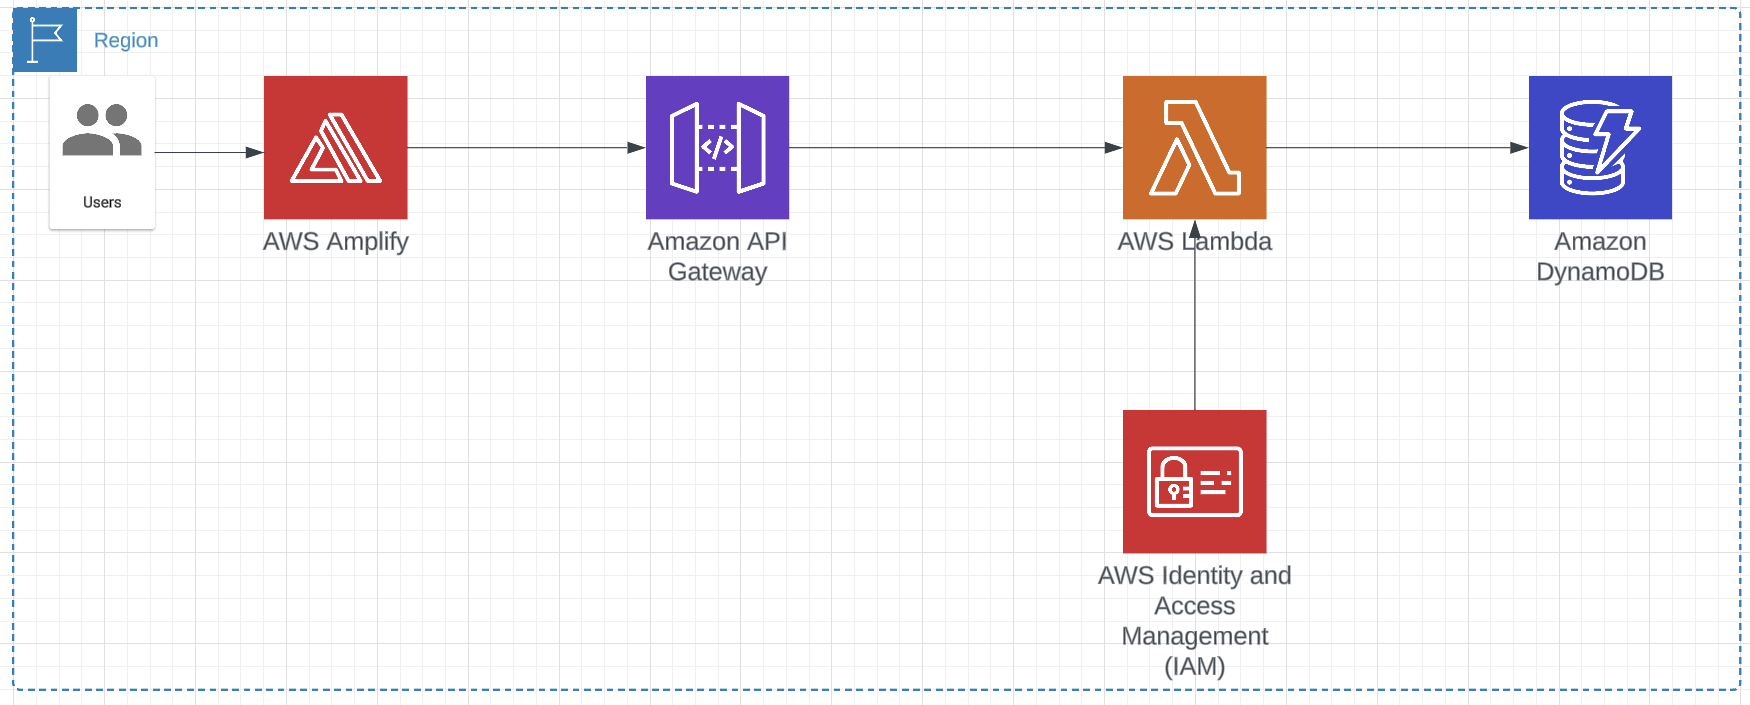 Region
Users
AWS Amplify
Amazon API
Gateway
</>
AWS Lambda
Amazon
DynamoDB
AWS Identity and
Access
Management
(IAM)